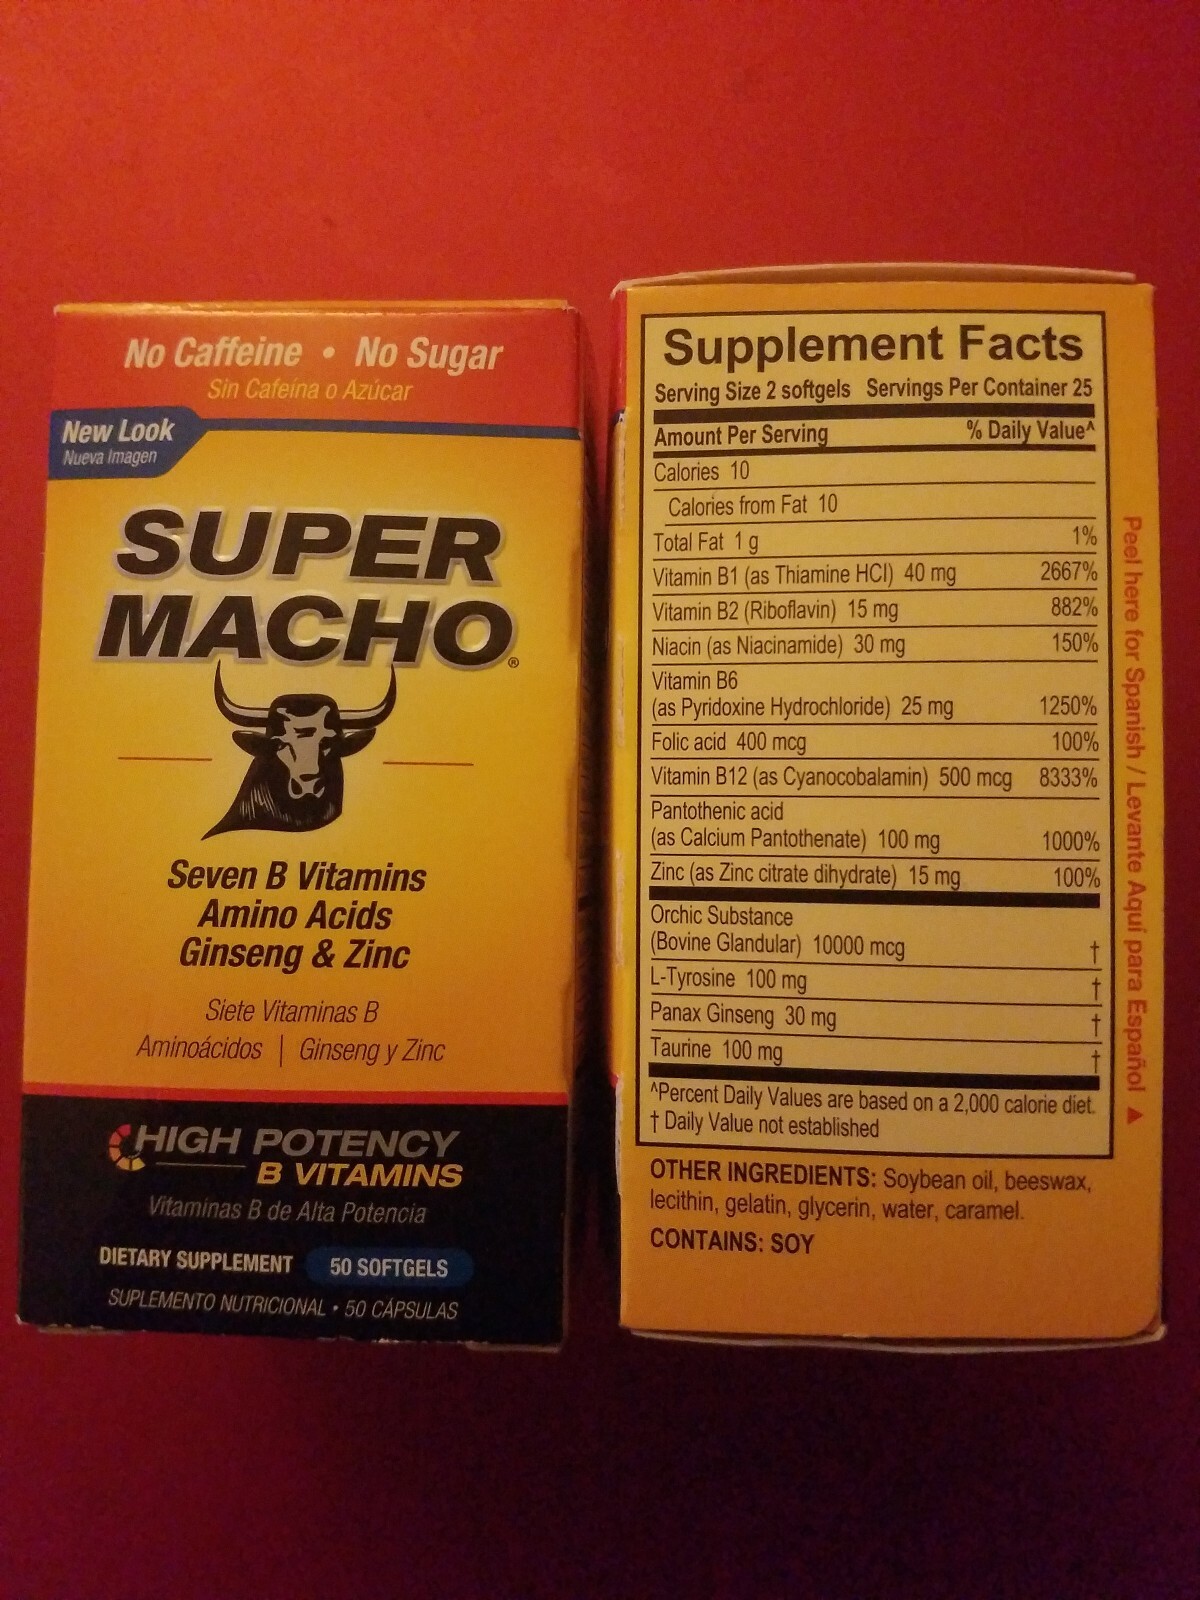 No Caffeine • No Sugar
Sin Cafeína o Azúcar
New Look
Nueva Imagen
SUPER
MACHO®
Seven B Vitamins
Amino Acids
Ginseng & Zinc
Siete Vitaminas B
Aminoácidos | Ginseng y Zinc
HIGH POTENCY
B VITAMINS
Vitaminas B de Alta Potencia
DIETARY SUPPLEMENT 50 SOFTGELS
SUPLEMENTO NUTRICIONAL • 50 CÁPSULAS
Supplement Facts
Serving Size 2 softgels Servings Per Container 25
Amount Per Serving % Daily Value^
Calories 10
Calories from Fat 10
Total Fat 1 g 1%
Vitamin B1 (as Thiamine HCl) 40 mg 2667%
Vitamin B2 (Riboflavin) 15 mg 882%
Niacin (as Niacinamide) 30 mg 150%
Vitamin B6
(as Pyridoxine Hydrochloride) 25 mg 1250%
Folic acid 400 mcg 100%
Vitamin B12 (as Cyanocobalamin) 500 mcg 8333%
Pantothenic acid
(as Calcium Pantothenate) 100 mg 1000%
Zinc (as Zinc citrate dihydrate) 15 mg 100%
Orchic Substance
(Bovine Glandular) 10000 mcg †
L-Tyrosine 100 mg †
Panax Ginseng 30 mg †
Taurine 100 mg †
^Percent Daily Values are based on a 2,000 calorie diet.
† Daily Value not established
OTHER INGREDIENTS: Soybean oil, beeswax,
lecithin, gelatin, glycerin, water, caramel.
CONTAINS: SOY
Peel here for Spanish / Levante Aquí para Español ▲